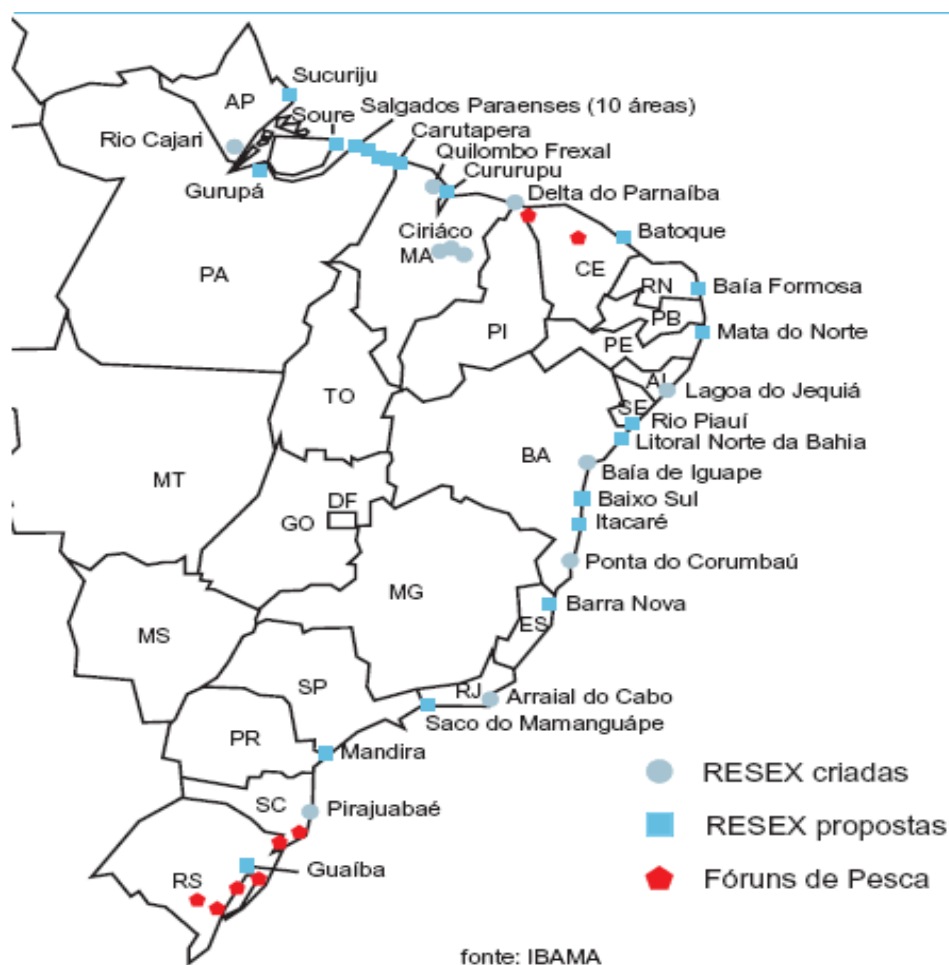 Sucuriju
AP
Salgados Paraenses (10 áreas)
Soure
Rio Cajari
Carutapera
Quilombo Frexal
Gurupá
Cururupu
Delta do Parnaíba
Ciriáco
Batoque
MA
CE
PA
RN
Baía Formosa
PB
PI
Mata do Norte
PE
AL
TO
Lagoa do Jequiá
SE
Rio Piauí
Litoral Norte da Bahia
BA
Baía de Iguape
MT
DF
Baixo Sul
GO
Itacaré
Ponta do Corumbaú
MG
Barra Nova
ES
MS
SP
RJ
Arraial do Cabo
Saco do Mamanguápe
PR
Mandira
RESEX criadas
SC
Pirajuabaé
RESEX propostas
Guaíba
RS
Fóruns de Pesca
fonte: IBAMA